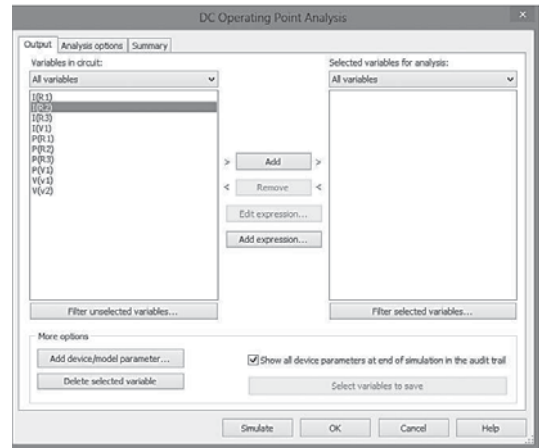 DC Operating Point Analysis
Output Analysis options Summary
Variables in circuit:
All variables
I(R1)
I(R2)
I(R3)
I(V1)
P(R1)
P(R2)
P(R3)
P(V1)
V(v1)
V(v2)
> Add >
< Remove <
Edit expression...
Add expression...
Selected variables for analysis:
All variables
Filter unselected variables...
Filter selected variables...
More options
Add device/model parameter...
Delete selected variable
Show all device parameters at end of simulation in the audit trail
Select variables to save
Simulate OK Cancel Help